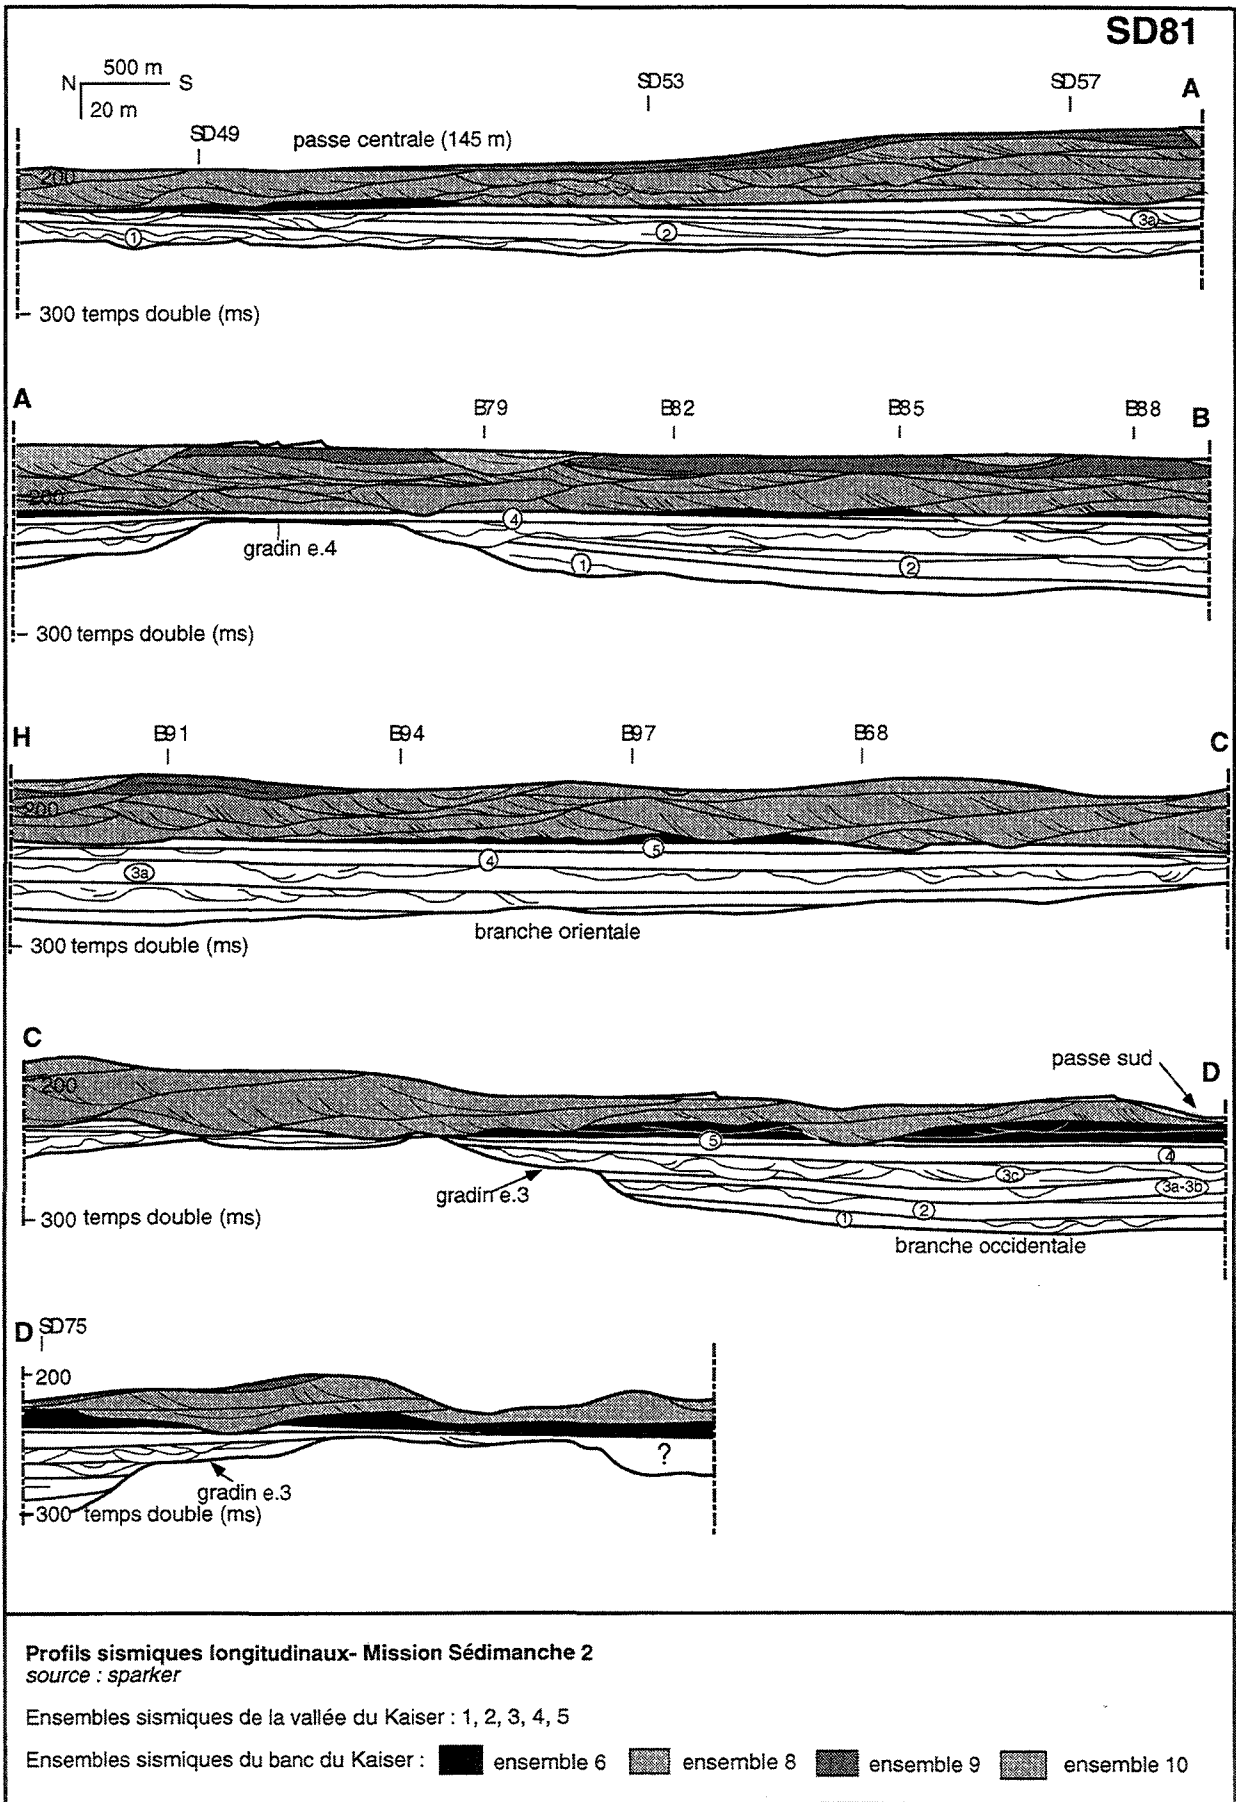 SD81
500 m
N S
20 m
SD53
SD57
A
SD49
passe centrale (145 m)
200
3a
1
2
300 temps double (ms)
A
B79
B82
B85
B88
B
200
4
gradin e.4
1
2
300 temps double (ms)
H
B91
B94
B97
B68
C
200
5
4
3a
branche orientale
300 temps double (ms)
C
passe sud
D
200
5
4
3c
3a-3b
gradin e.3
2
1
300 temps double (ms)
branche occidentale
D SD75
200
?
gradin e.3
300 temps double (ms)
Profils sismiques longitudinaux- Mission Sédimanche 2
source : sparker
Ensembles sismiques de la vallée du Kaiser : 1, 2, 3, 4, 5
Ensembles sismiques du banc du Kaiser : ensemble 6 ensemble 8 ensemble 9 ensemble 10